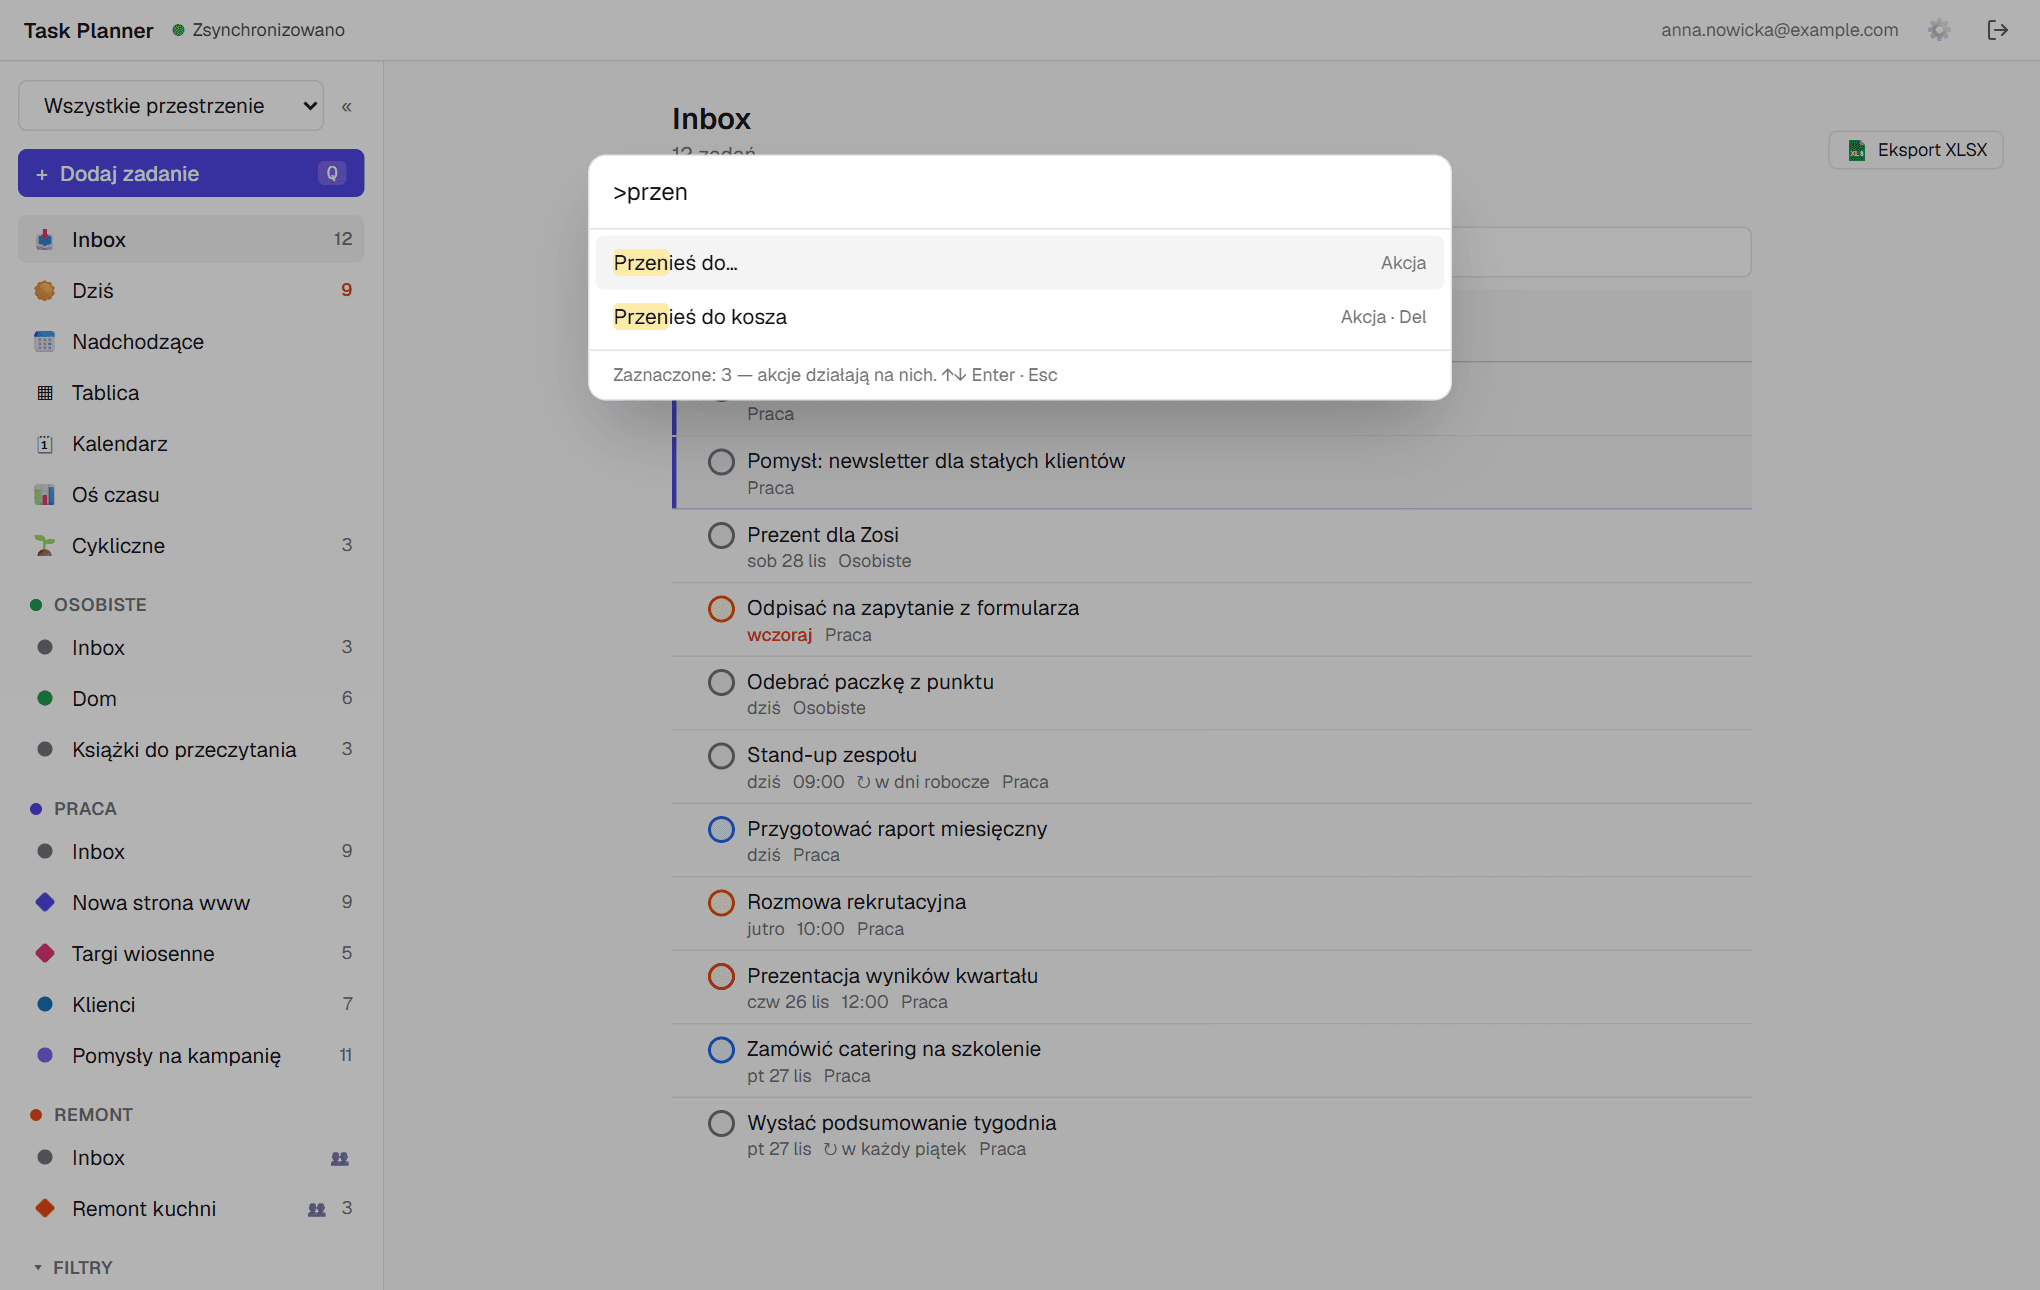 Task Planner Zsynchronizowano anna.nowicka@example.com
Wszystkie przestrzenie «
+ Dodaj zadanie Q
Inbox 12
Dziś 9
Nadchodzące
Tablica
Kalendarz
Oś czasu
Cykliczne 3
OSOBISTE
Inbox 3
Dom 6
Książki do przeczytania 3
PRACA
Inbox 9
Nowa strona www 9
Targi wiosenne 5
Klienci 7
Pomysły na kampanię 11
REMONT
Inbox
Remont kuchni 3
FILTRY
Inbox
12 zadań
Eksport XLSX
>przen
Przenieś do… Akcja
Przenieś do kosza Akcja · Del
Zaznaczone: 3 — akcje działają na nich. ↑↓ Enter · Esc
Praca
Pomysł: newsletter dla stałych klientów
Praca
Prezent dla Zosi
sob 28 lis Osobiste
Odpisać na zapytanie z formularza
wczoraj Praca
Odebrać paczkę z punktu
dziś Osobiste
Stand-up zespołu
dziś 09:00 ↻ w dni robocze Praca
Przygotować raport miesięczny
dziś Praca
Rozmowa rekrutacyjna
jutro 10:00 Praca
Prezentacja wyników kwartału
czw 26 lis 12:00 Praca
Zamówić catering na szkolenie
pt 27 lis Praca
Wysłać podsumowanie tygodnia
pt 27 lis ↻ w każdy piątek Praca